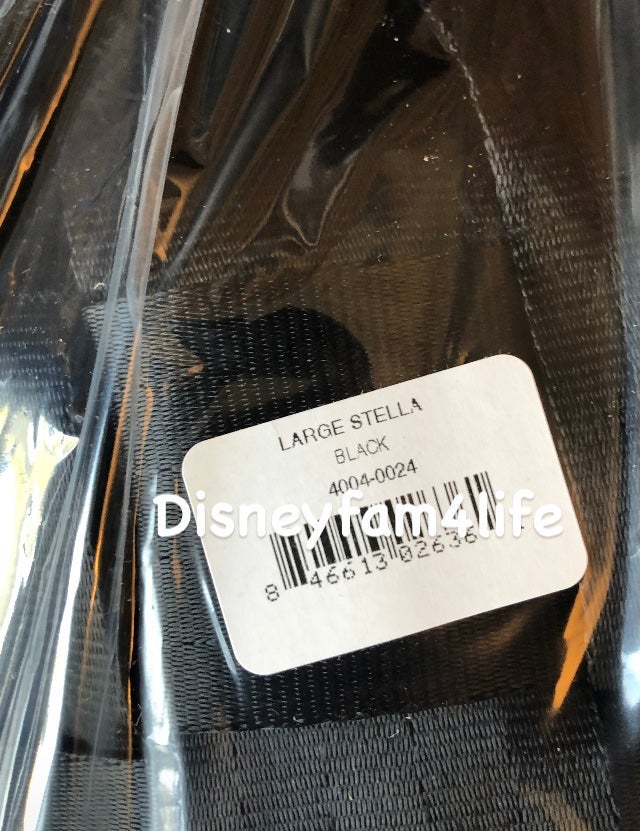 LARGE STELLA
BLACK
4004-0024
Disneyfam4life
8 46613 02636